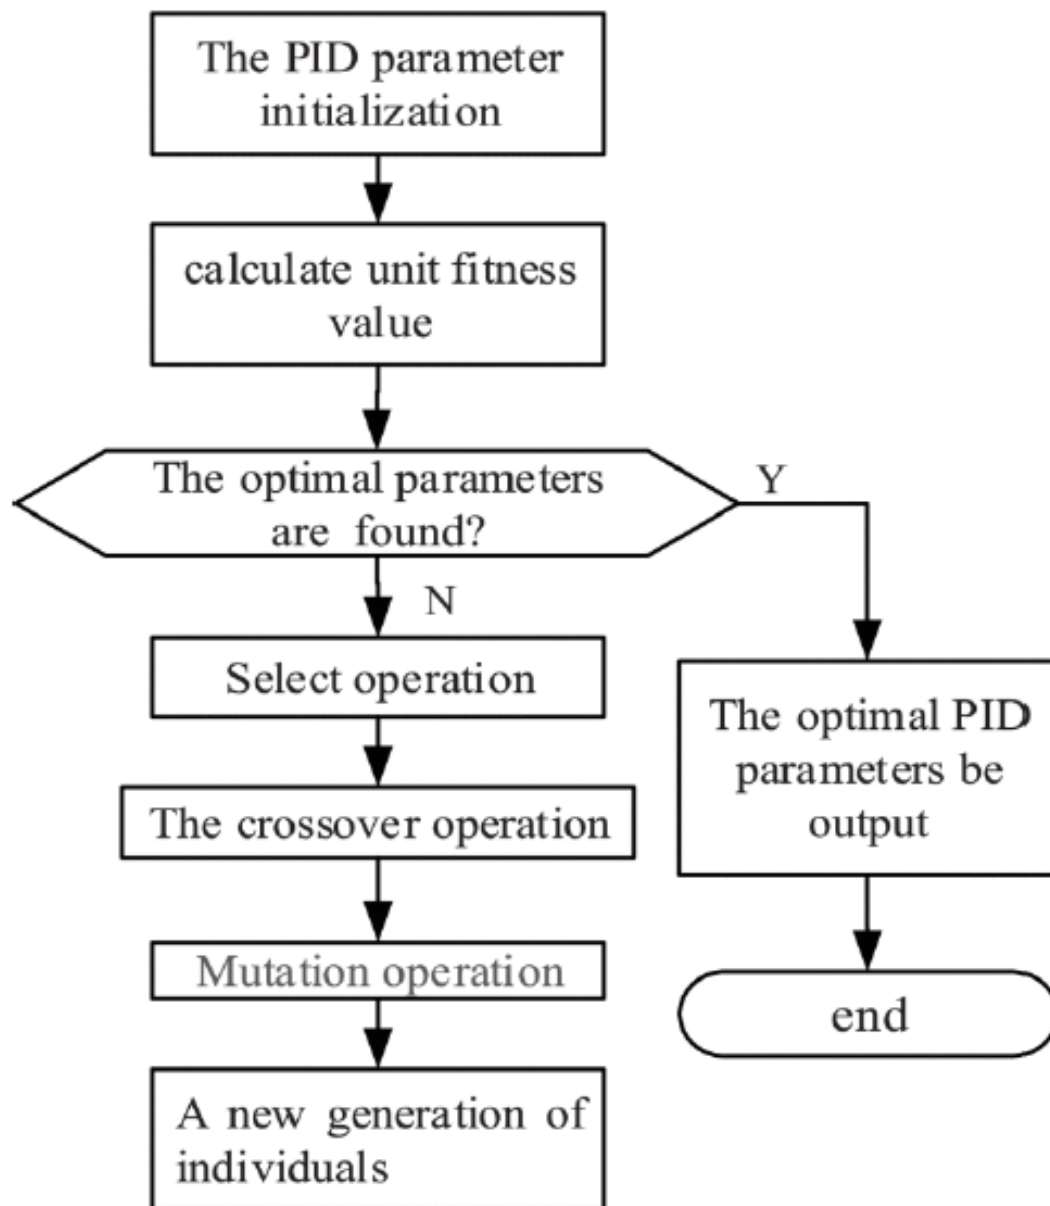 The PID parameter
initialization
calculate unit fitness
value
The optimal parameters
are found?
Y
N
Select operation
The optimal PID
parameters be
output
The crossover operation
Mutation operation
end
A new generation of
individuals